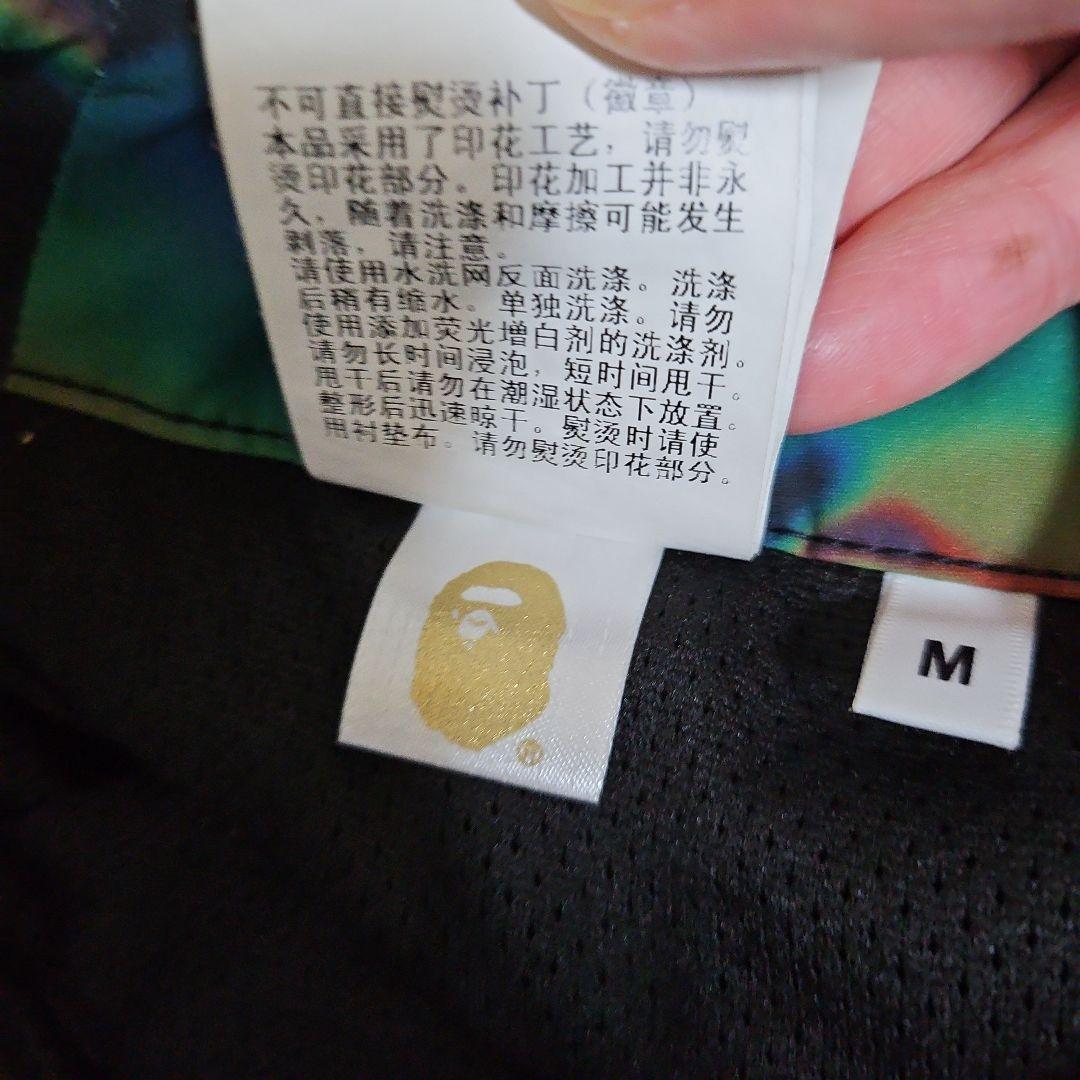 不可直接熨烫补丁（徽章）
本品采用了印花工艺，请勿熨
烫印花部分。印花加工并非永
久，随着洗涤和摩擦可能发生
剥落，请注意。
请使用水洗网反面洗涤。洗涤
后稍有缩水。单独洗涤。请勿
使用添加荧光增白剂的洗涤剂。
请勿长时间浸泡，短时间甩干。
甩干后请勿在潮湿状态下放置。
整形后迅速晾干。熨烫时请使
用衬垫布。请勿熨烫印花部分。
®
M